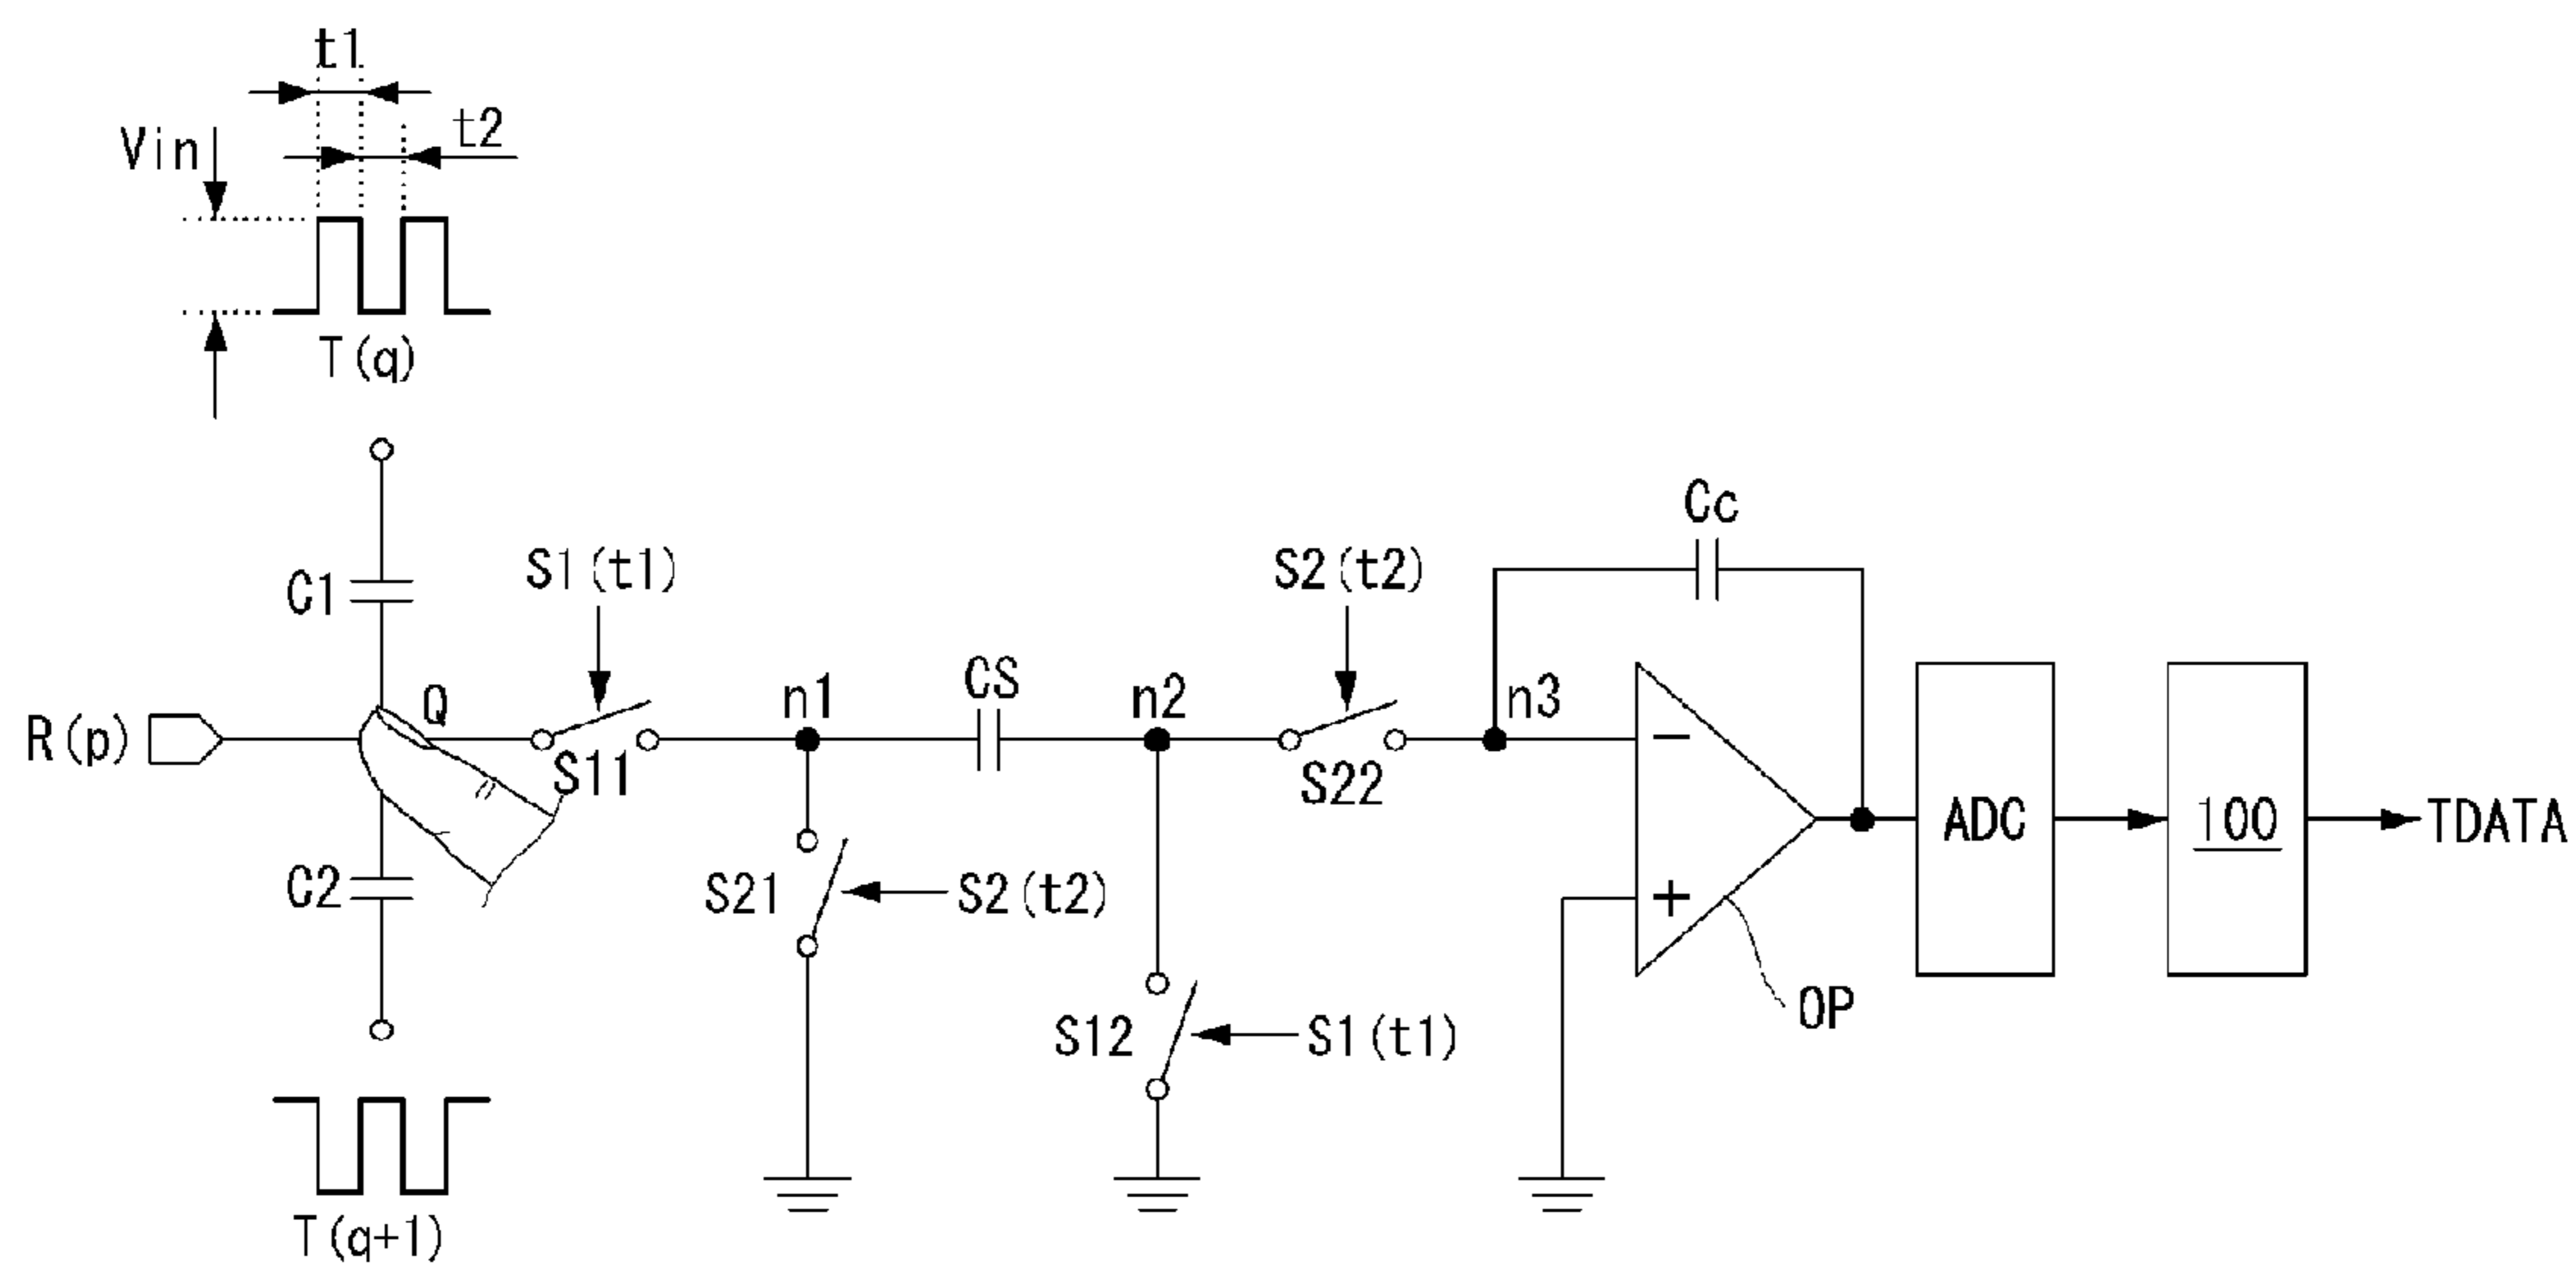 t1
t2
Vin
T(q)
Cc
S1(t1)
S2(t2)
C1
CS
Q
n1
n2
n3
R(p)
S11
S22
−
ADC
100
TDATA
C2
S21
S2(t2)
+
OP
S12
S1(t1)
T(q+1)